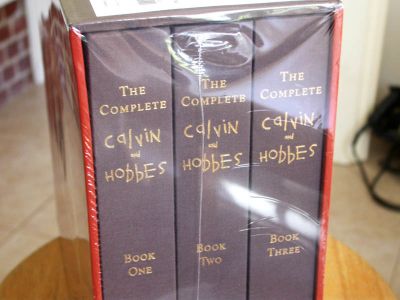 THE
COMPLETE
CALVIN
and
HOBBES
BOOK
ONE
THE
COMPLETE
CALVIN
and
HOBBES
BOOK
TWO
THE
COMPLETE
CALVIN
and
HOBBES
BOOK
THREE